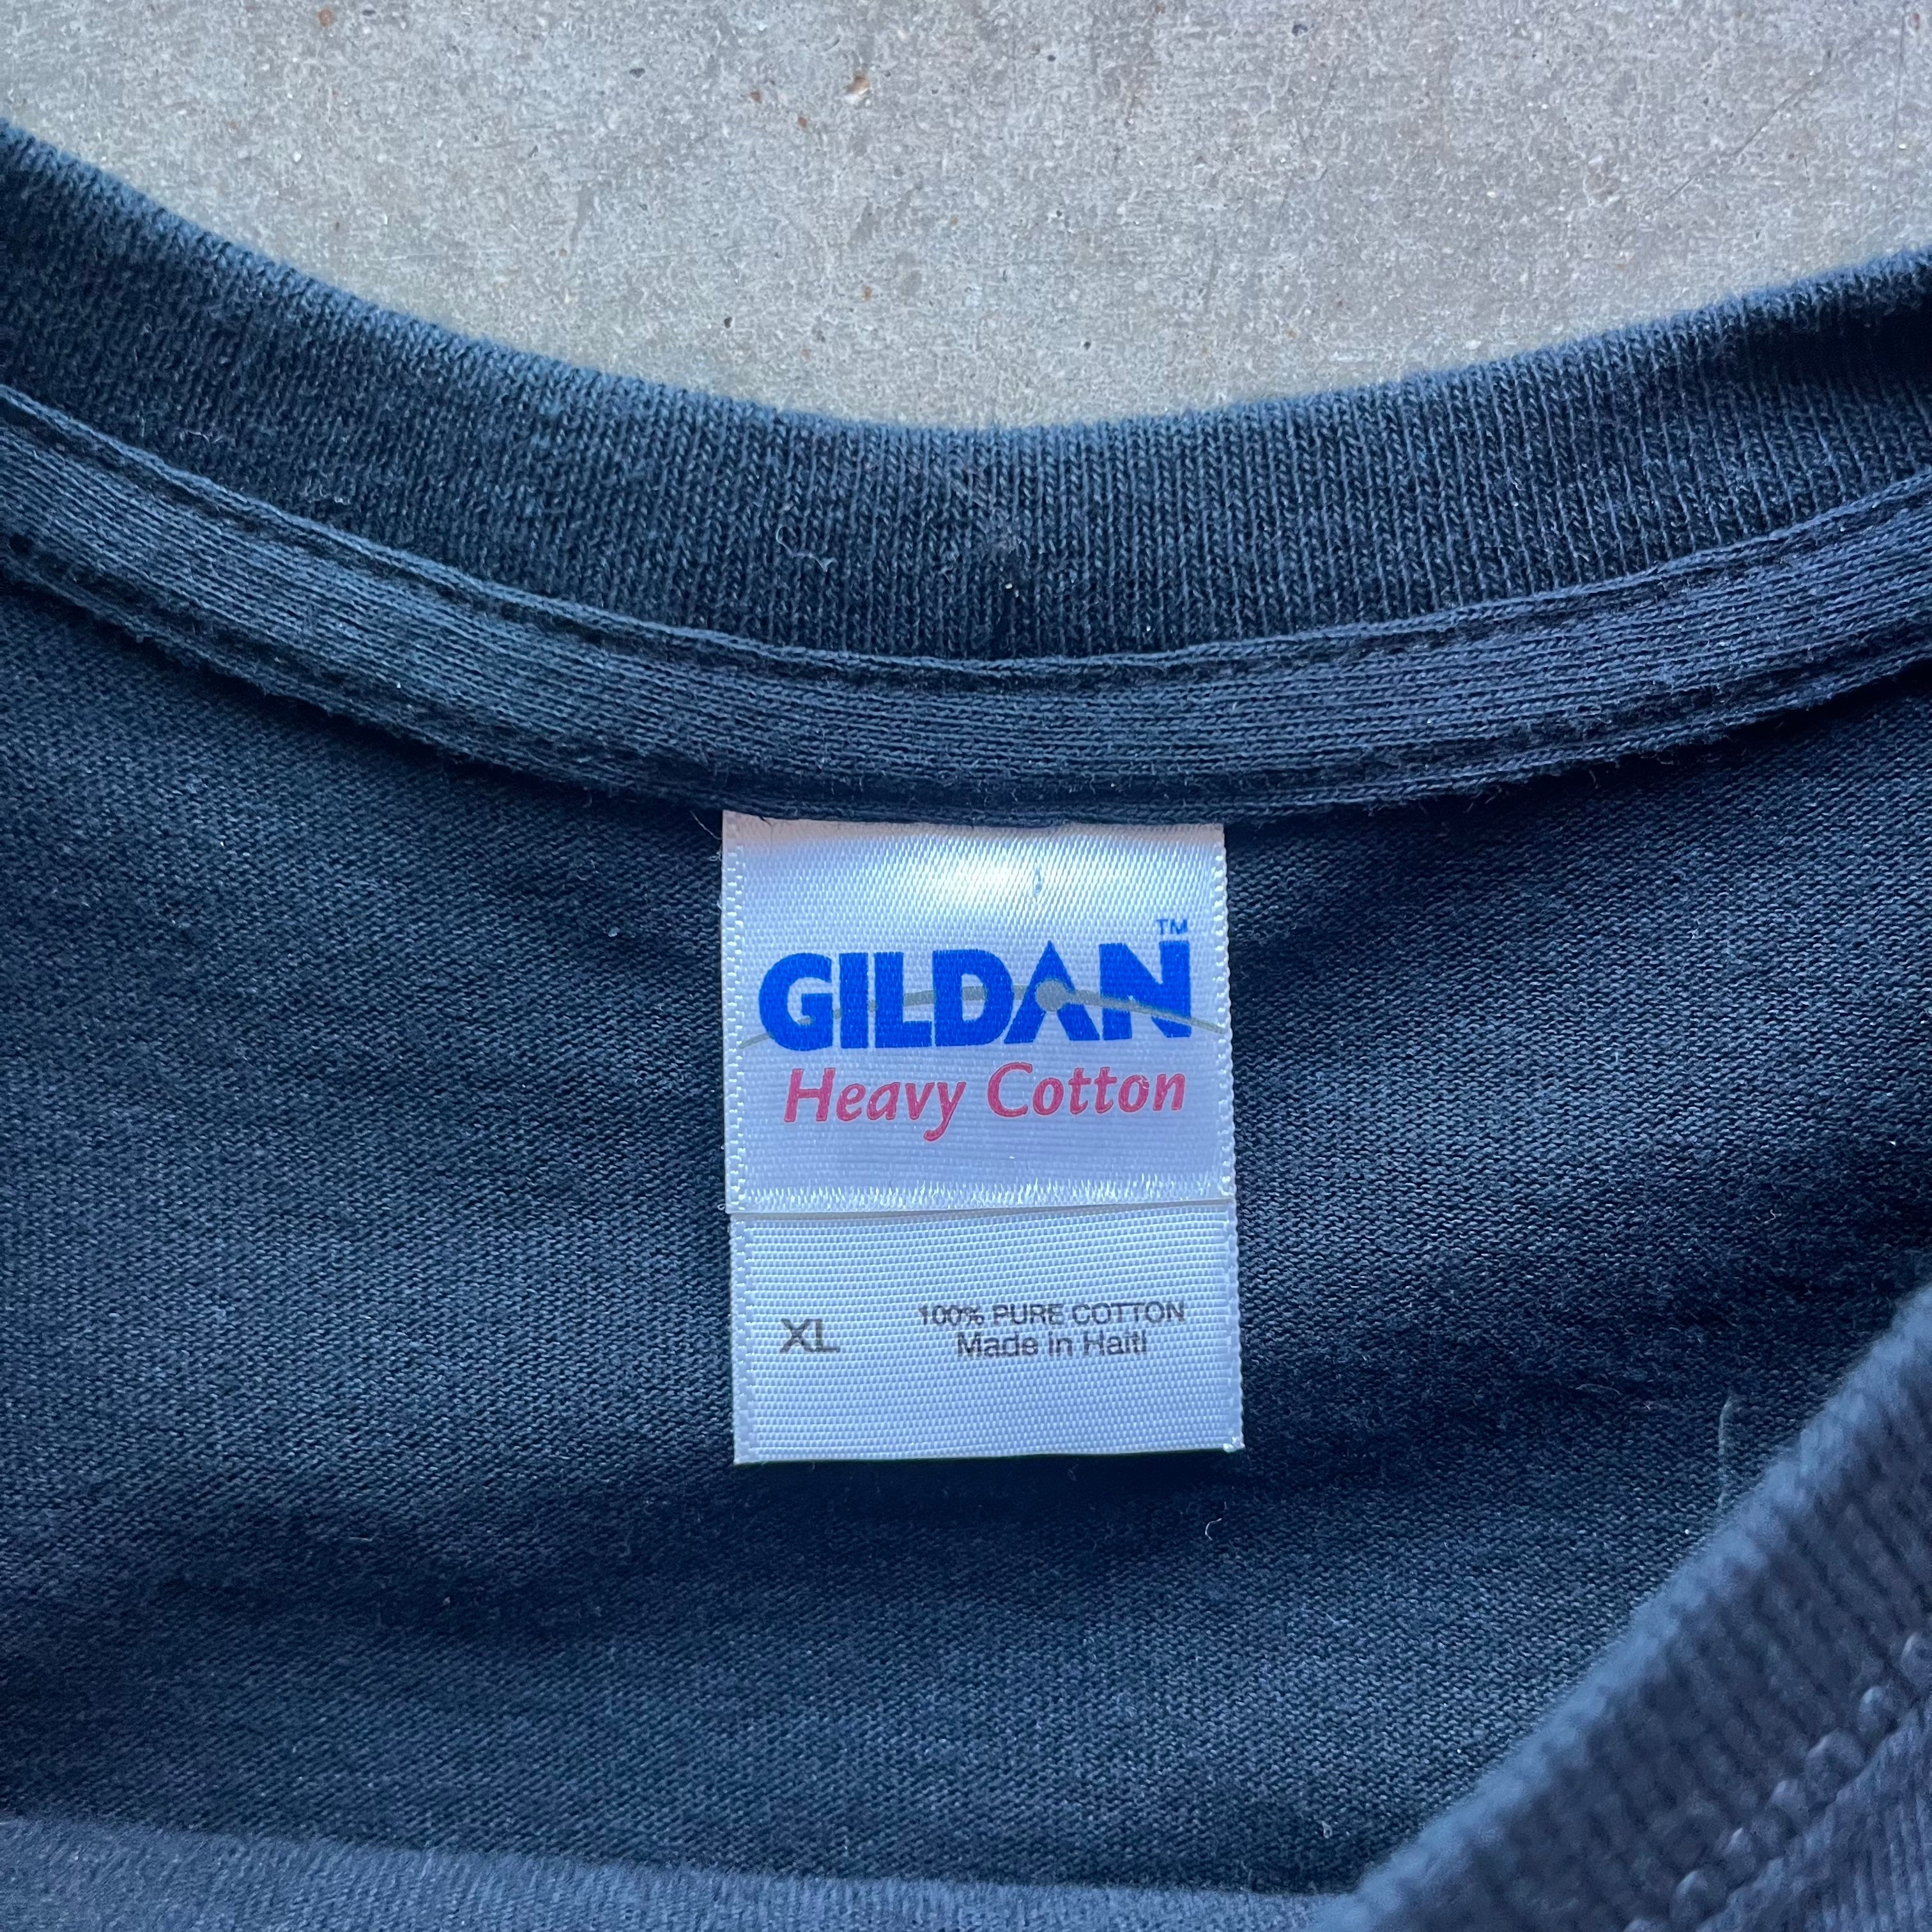 GILDAN™
Heavy Cotton
XL
100% PURE COTTON
Made in Haiti